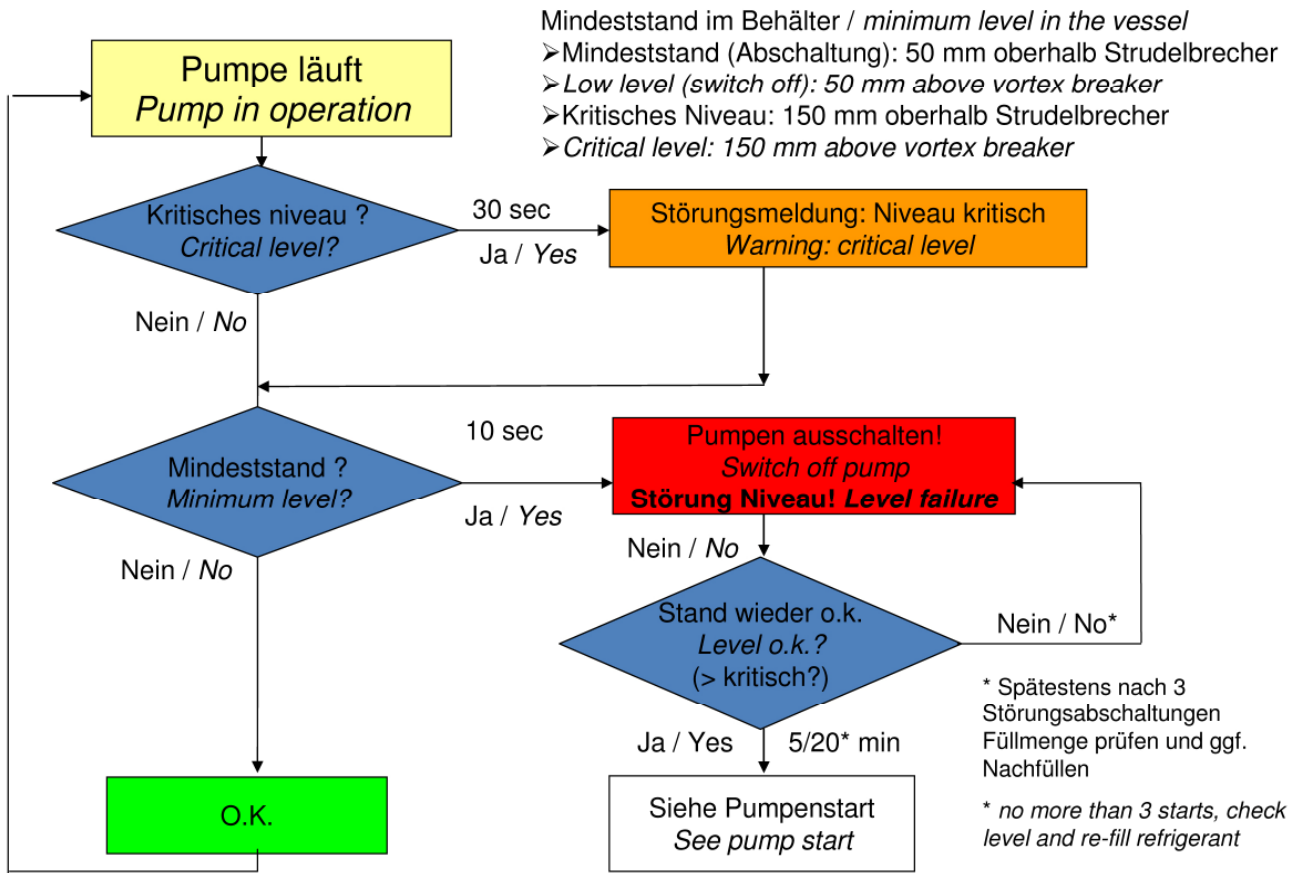 Mindeststand im Behälter / minimum level in the vessel
➢Mindeststand (Abschaltung): 50 mm oberhalb Strudelbrecher
➢Low level (switch off): 50 mm above vortex breaker
➢Kritisches Niveau: 150 mm oberhalb Strudelbrecher
➢Critical level: 150 mm above vortex breaker
Pumpe läuft
Pump in operation
Kritisches niveau ?
Critical level?
30 sec
Ja / Yes
Störungsmeldung: Niveau kritisch
Warning: critical level
Nein / No
Mindeststand ?
Minimum level?
10 sec
Ja / Yes
Pumpen ausschalten!
Switch off pump
Störung Niveau! Level failure
Nein / No
Nein / No
Stand wieder o.k.
Level o.k.?
(> kritisch?)
Nein / No*
Ja / Yes
5/20* min
O.K.
Siehe Pumpenstart
See pump start
* Spätestens nach 3
Störungsabschaltungen
Füllmenge prüfen und ggf.
Nachfüllen
* no more than 3 starts, check
level and re-fill refrigerant